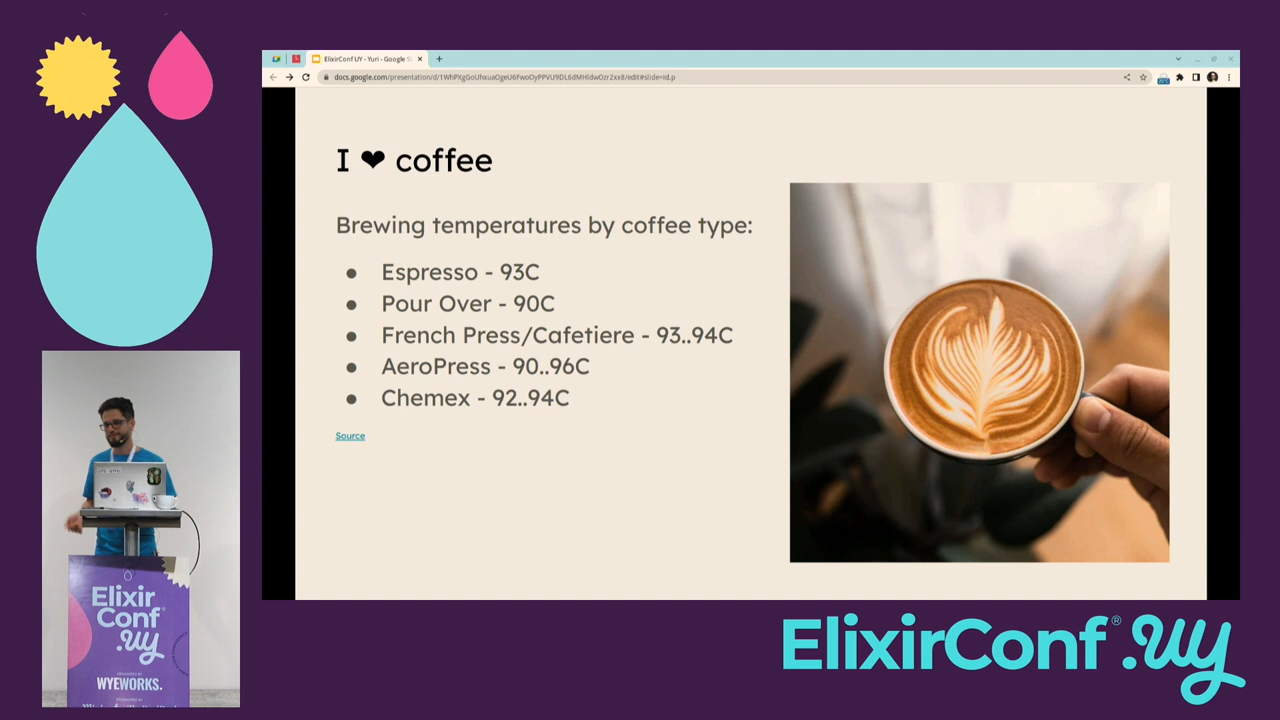 ElixirConf UY - Yuri - Google Sl
docs.google.com/presentation/d/1WhPXgGoUhxuaOgeU6FwoOyPPVU9DL6dMHldwOzr2xx8/edit#slide=id.p
I ❤ coffee
Brewing temperatures by coffee type:
● Espresso - 93C
● Pour Over - 90C
● French Press/Cafetiere - 93..94C
● AeroPress - 90..96C
● Chemex - 92..94C
Source
Elixir
Conf
.uy
WYEWORKS.
ElixirConf® .uy